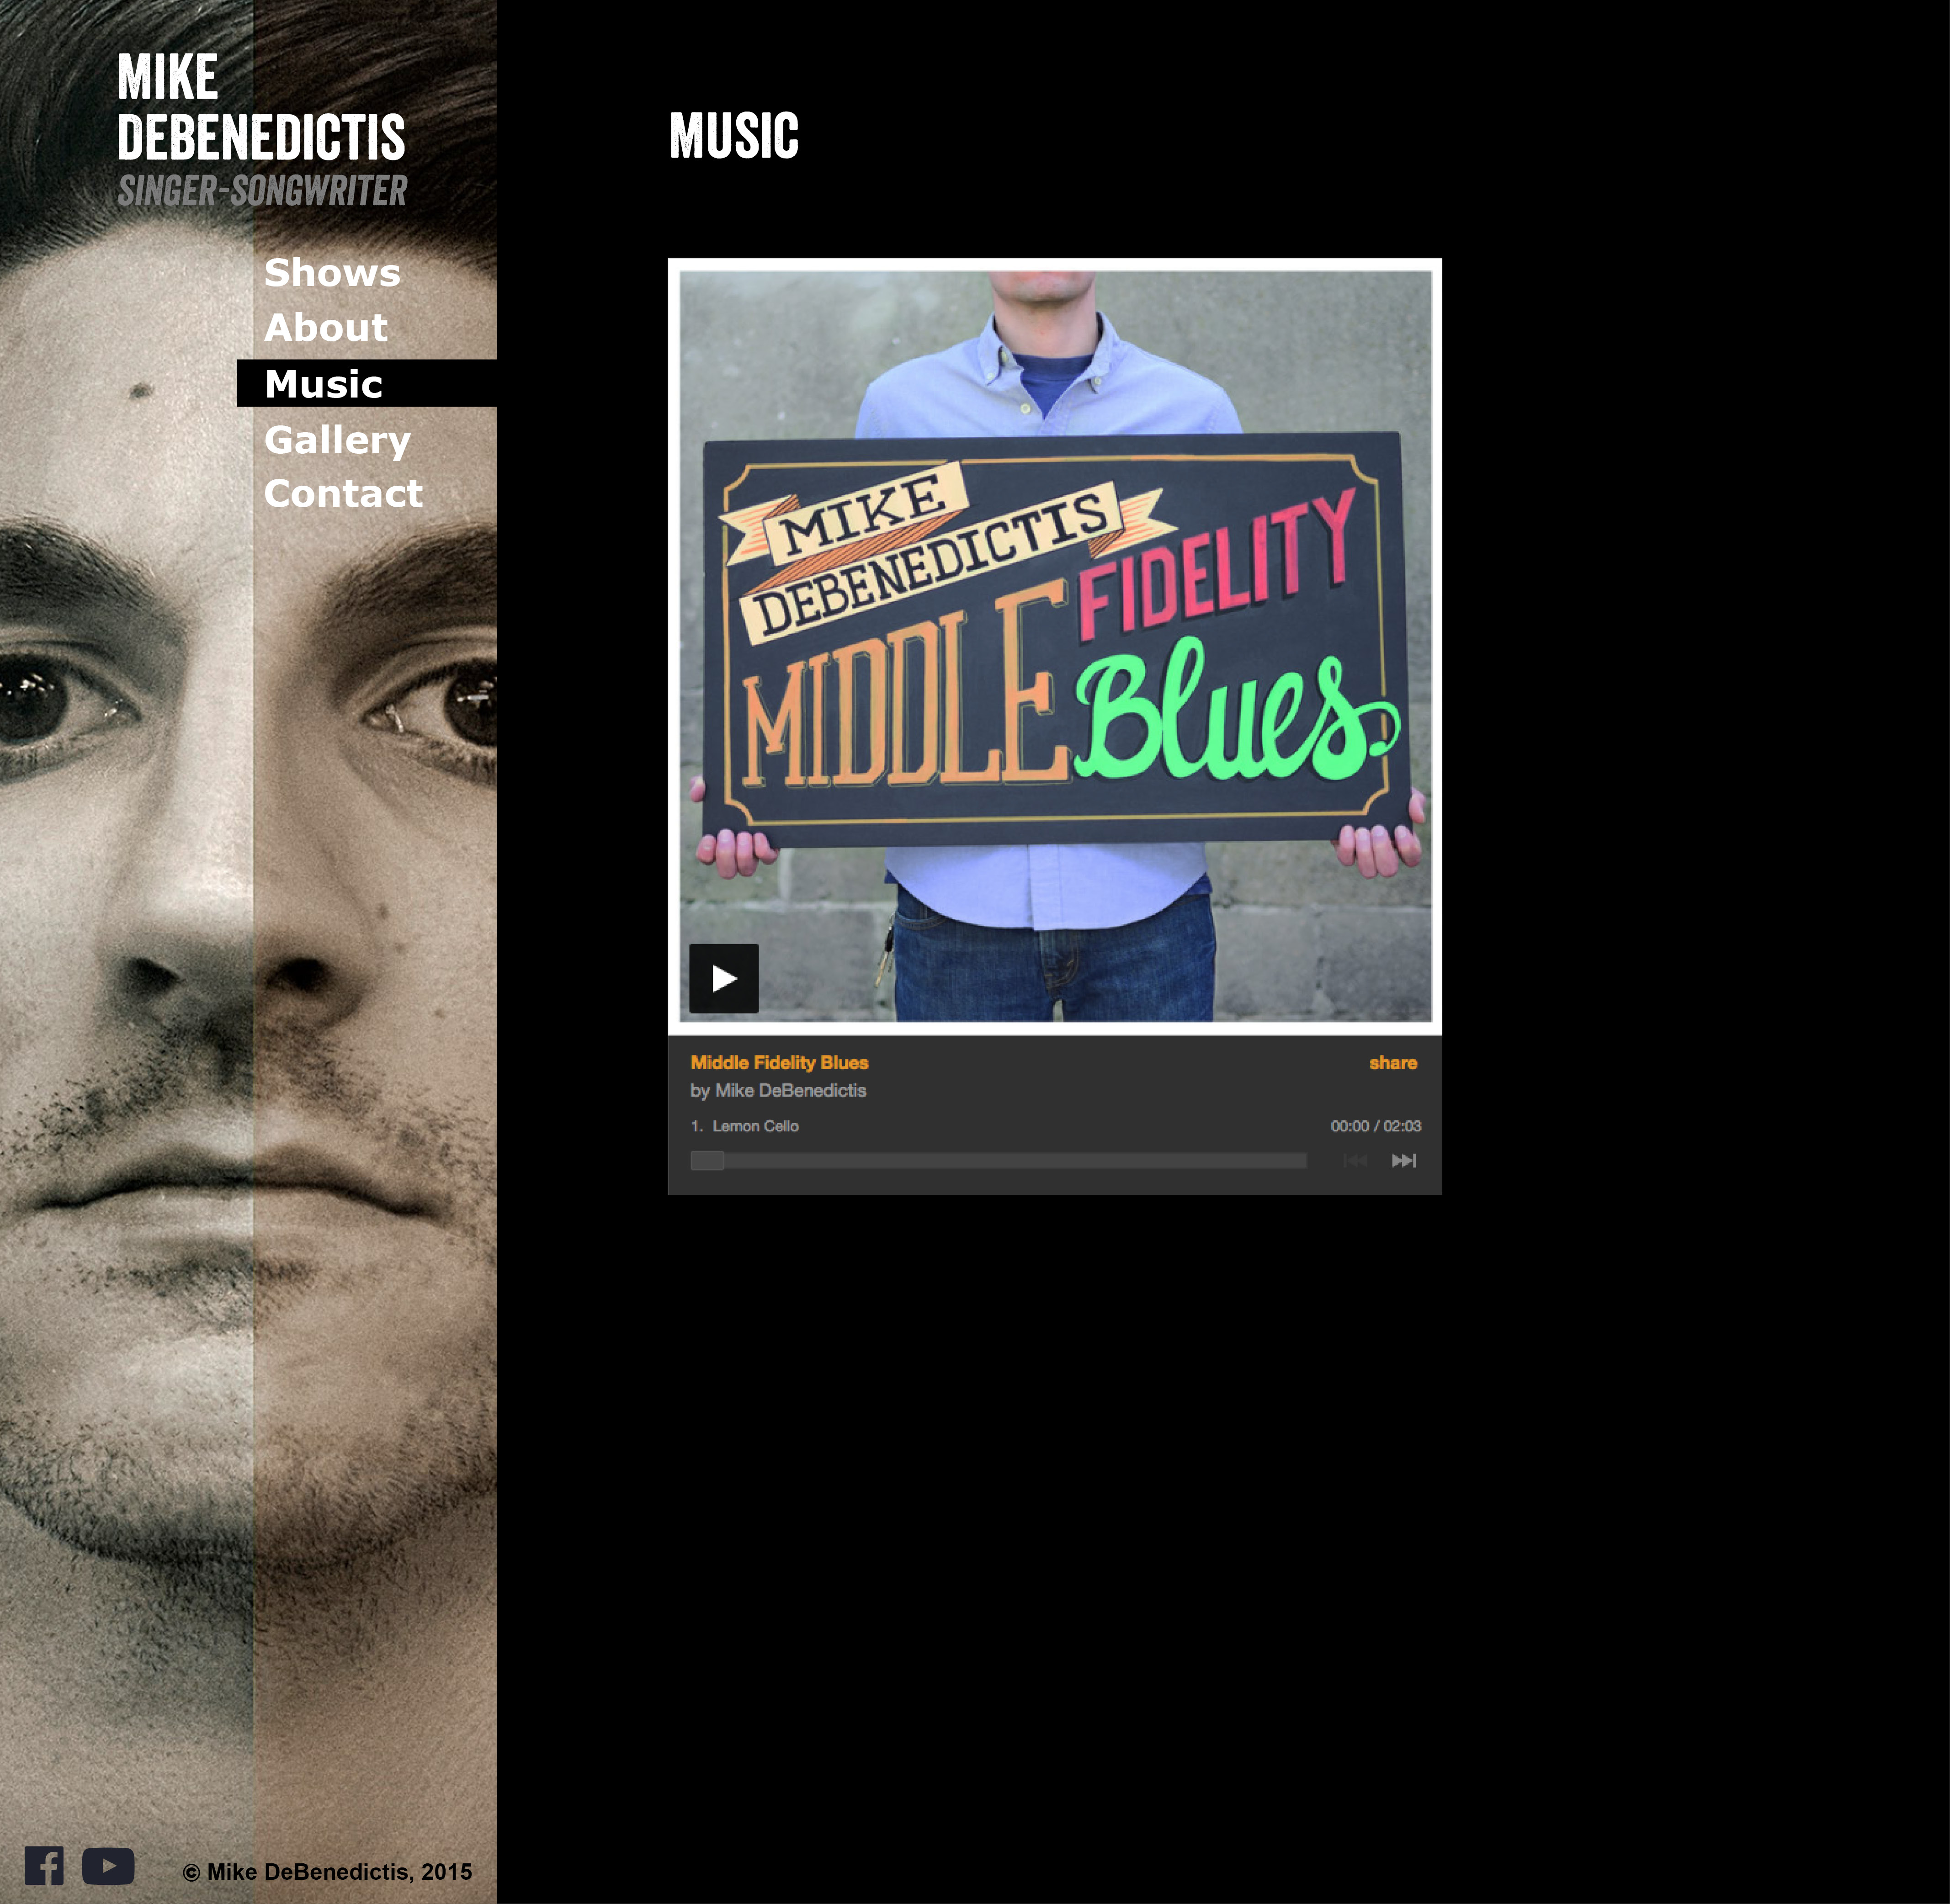 MIKE
DEBENEDICTIS
SINGER-SONGWRITER
Shows
About
Music
Gallery
Contact
© Mike DeBenedictis, 2015
MUSIC
MIKE
DEBENEDICTIS
MIDDLE FIDELITY
Blues
Middle Fidelity Blues share
by Mike DeBenedictis
1. Lemon Cello 00:00 / 02:03